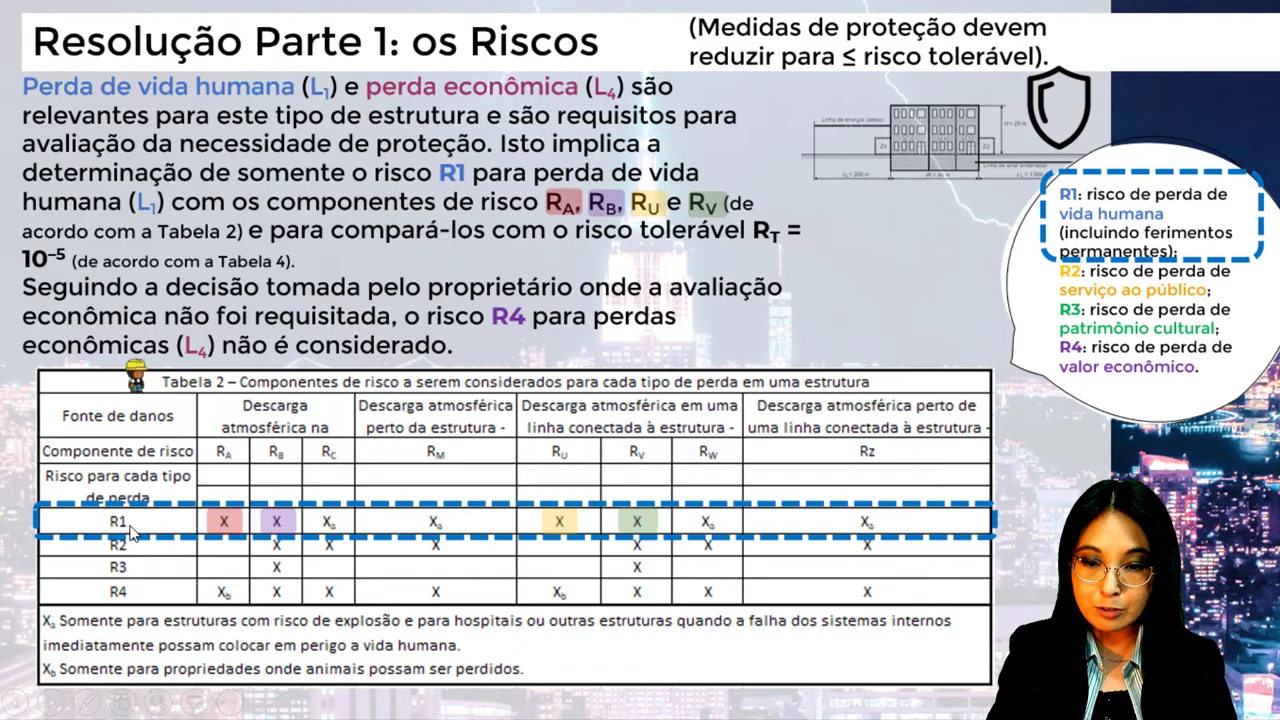 Resolução Parte 1: os Riscos
(Medidas de proteção devem
reduzir para ≤ risco tolerável).
Perda de vida humana (L1) e perda econômica (L4) são
relevantes para este tipo de estrutura e são requisitos para
avaliação da necessidade de proteção. Isto implica a
determinação de somente o risco R1 para perda de vida
humana (L1) com os componentes de risco RA, RB, RU e RV (de
acordo com a Tabela 2) e para compará-los com o risco tolerável RT =
10–5 (de acordo com a Tabela 4).
Seguindo a decisão tomada pelo proprietário onde a avaliação
econômica não foi requisitada, o risco R4 para perdas
econômicas (L4) não é considerado.
Z1
Z2
R1: risco de perda de
vida humana
(incluindo ferimentos
permanentes);
R2: risco de perda de
serviço ao público;
R3: risco de perda de
patrimônio cultural;
R4: risco de perda de
valor econômico.
Tabela 2 – Componentes de risco a serem considerados para cada tipo de perda em uma estrutura
Fonte de danos
Descarga
atmosférica na
Descarga atmosférica
perto da estrutura -
Descarga atmosférica em uma
linha conectada à estrutura -
Descarga atmosférica perto de
uma linha conectada à estrutura -
Componente de risco RA RB RC RM RU RV RW Rz
Risco para cada tipo
de perda
R1 X X Xa Xa X X Xa Xa
R2 X X X X X X
R3 X X
R4 Xb X X X Xb X X X
Xa Somente para estruturas com risco de explosão e para hospitais ou outras estruturas quando a falha dos sistemas internos
imediatamente possam colocar em perigo a vida humana.
Xb Somente para propriedades onde animais possam ser perdidos.